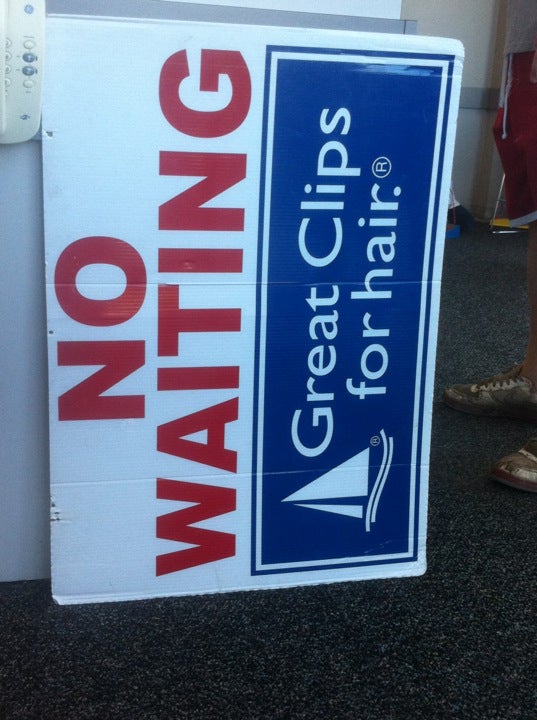 NO
WAITING
Great Clips
for hair.®
®